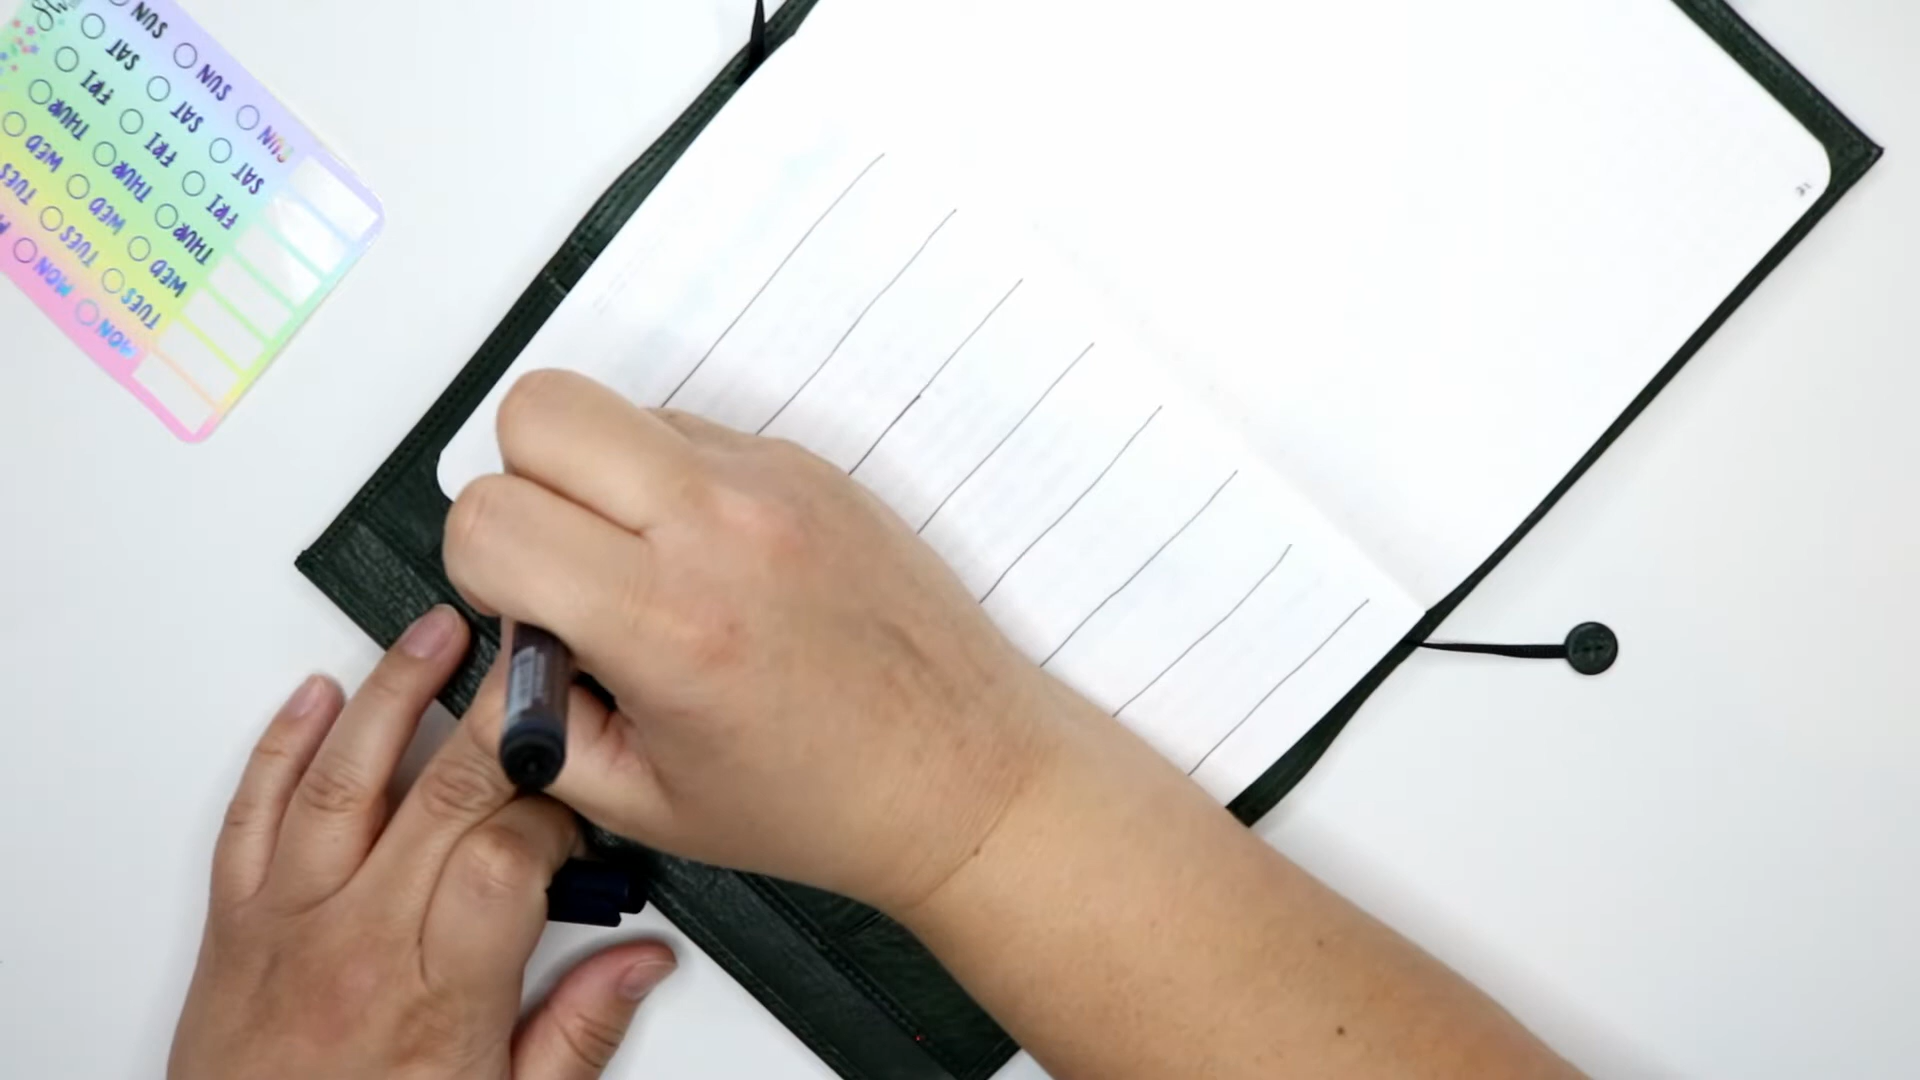 SUN SUN SUN
SAT SAT SAT
FRI FRI FRI
THUR THUR THUR
WED WED WED
TUES TUES TUES
MON MON